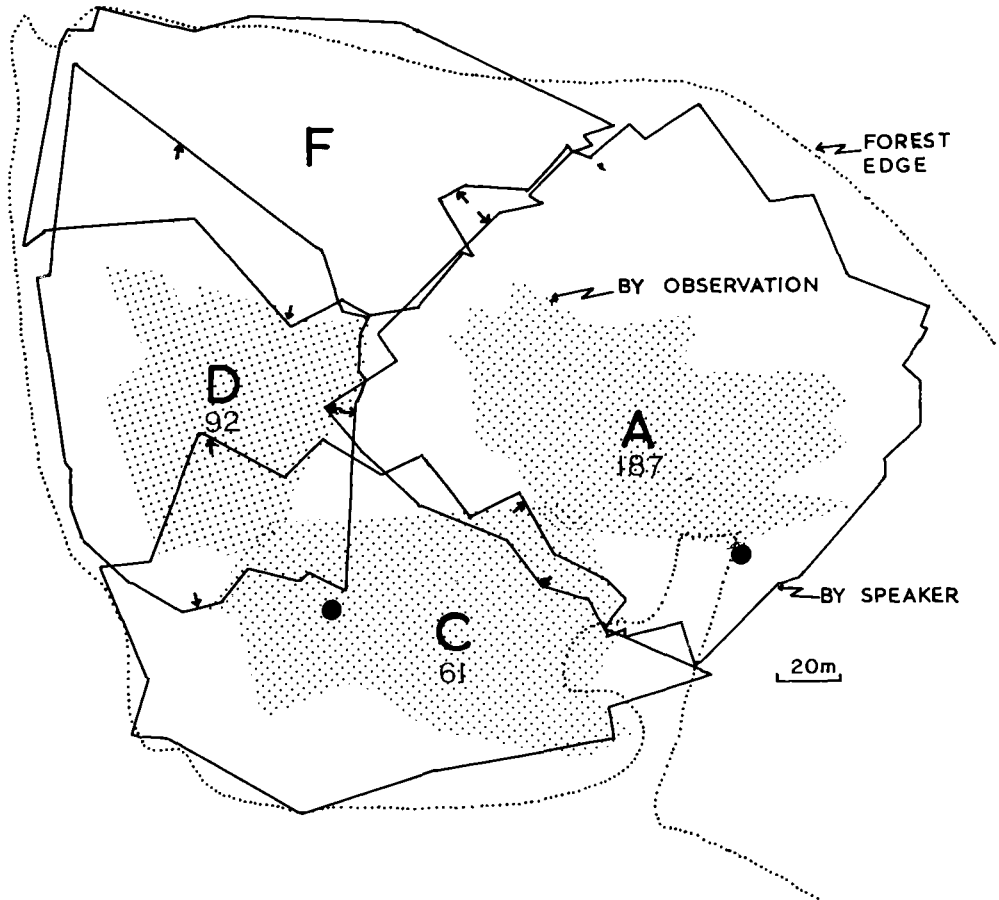 F
FOREST
EDGE
BY OBSERVATION
D
92
A
187
BY SPEAKER
C
61
20m